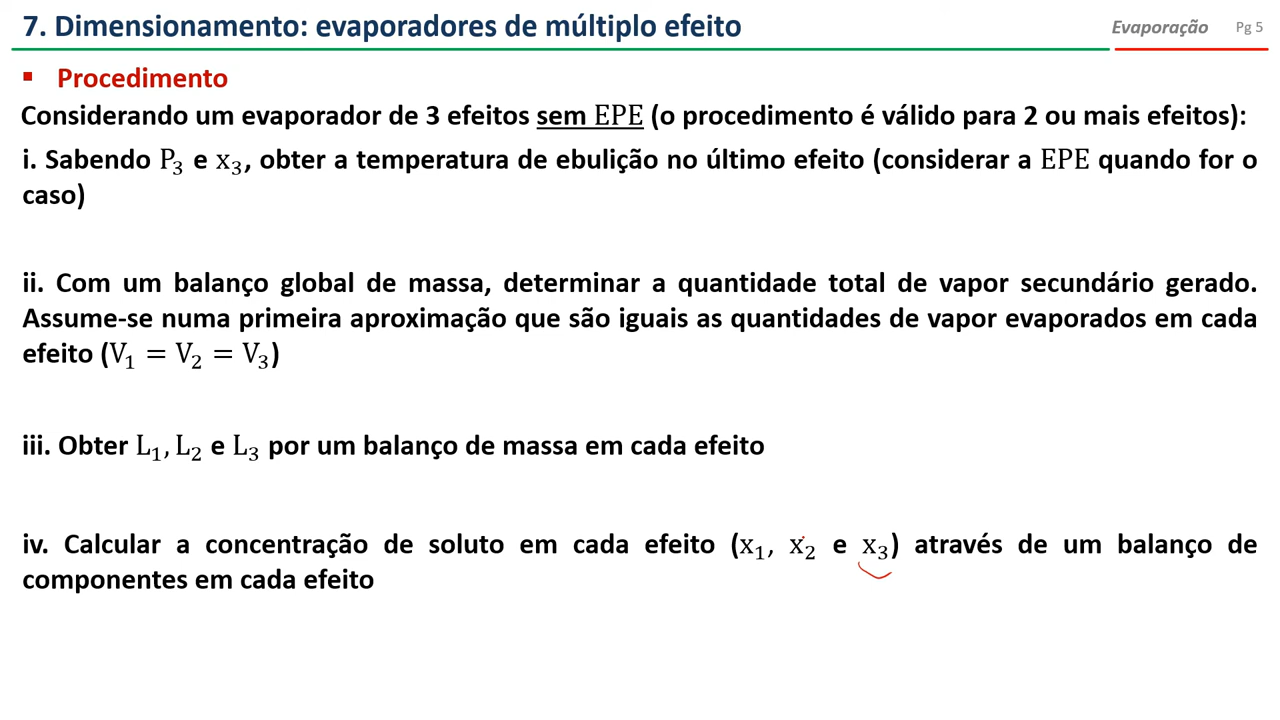 7. Dimensionamento: evaporadores de múltiplo efeito
Evaporação Pg 5
▪ Procedimento
Considerando um evaporador de 3 efeitos sem EPE (o procedimento é válido para 2 ou mais efeitos):
i. Sabendo P₃ e x₃, obter a temperatura de ebulição no último efeito (considerar a EPE quando for o
caso)
ii. Com um balanço global de massa, determinar a quantidade total de vapor secundário gerado.
Assume-se numa primeira aproximação que são iguais as quantidades de vapor evaporados em cada
efeito (V₁ = V₂ = V₃)
iii. Obter L₁, L₂ e L₃ por um balanço de massa em cada efeito
iv. Calcular a concentração de soluto em cada efeito (x₁, x₂ e x₃) através de um balanço de
componentes em cada efeito